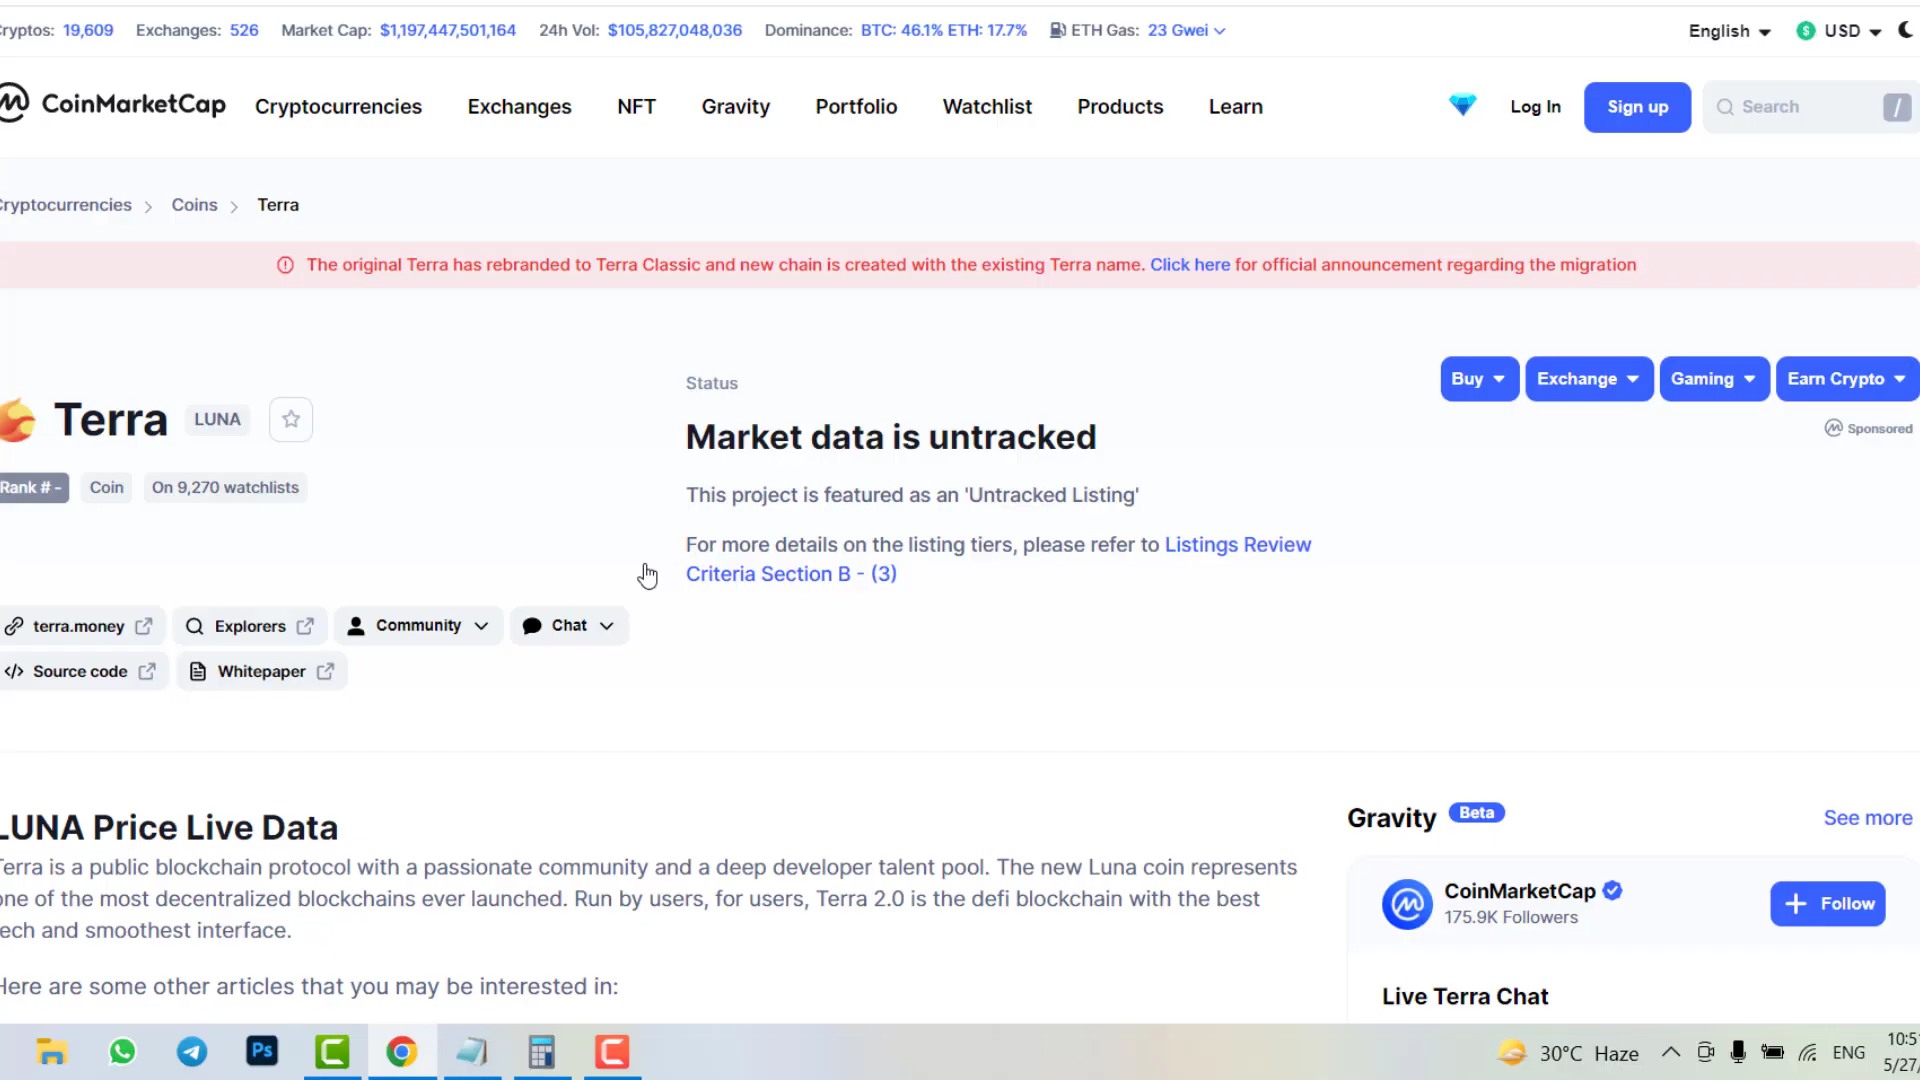 ryptos: 19,609 Exchanges: 526 Market Cap: $1,197,447,501,164 24h Vol: $105,827,048,036 Dominance: BTC: 46.1% ETH: 17.7% ETH Gas: 23 Gwei English USD
CoinMarketCap Cryptocurrencies Exchanges NFT Gravity Portfolio Watchlist Products Learn Log In Sign up Search /
ryptocurrencies > Coins > Terra
The original Terra has rebranded to Terra Classic and new chain is created with the existing Terra name. Click here for official announcement regarding the migration
Buy Exchange Gaming Earn Crypto
Status
Terra LUNA
Market data is untracked
Sponsored
Rank # - Coin On 9,270 watchlists
This project is featured as an 'Untracked Listing'
For more details on the listing tiers, please refer to Listings Review
Criteria Section B - (3)
terra.money Explorers Community Chat
Source code Whitepaper
LUNA Price Live Data
Terra is a public blockchain protocol with a passionate community and a deep developer talent pool. The new Luna coin represents
one of the most decentralized blockchains ever launched. Run by users, for users, Terra 2.0 is the defi blockchain with the best
tech and smoothest interface.
Here are some other articles that you may be interested in:
Gravity Beta See more
CoinMarketCap
175.9K Followers
+ Follow
Live Terra Chat
Ps
30°C Haze ENG
10:5
5/27/